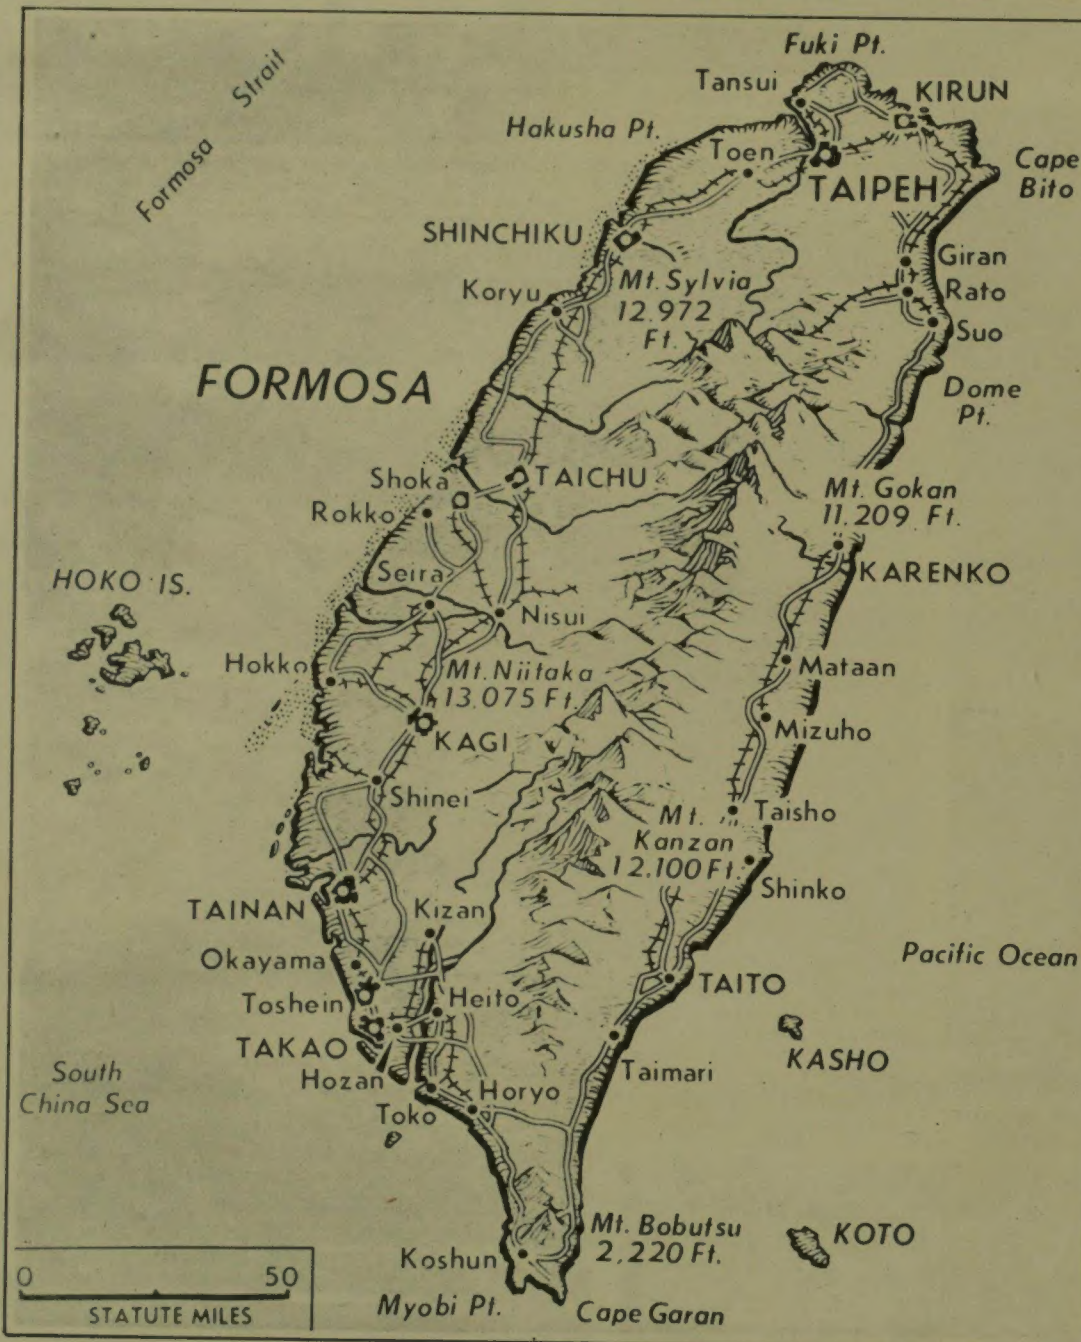 Fuki Pt.
Tansui
KIRUN
Formosa Strait
Hakusha Pt.
Toen
TAIPEH
Cape
Bito
SHINCHIKU
Giran
Koryu
Mt. Sylvia
12.972
Ft.
Rato
Suo
FORMOSA
Dome
Pt.
Shoka
TAICHU
Rokko
Mt. Gokan
11.209 Ft.
HOKO IS.
Seira
KARENKO
Nisui
Hokko
Mt. Niitaka
13.075 Ft.
Mataan
KAGI
Mizuho
Shinei
Taisho
Mt.
Kanzan
12.100 Ft.
Shinko
TAINAN
Kizan
Okayama
Pacific Ocean
Toshein
Heito
TAITO
TAKAO
KASHO
Hozan
Taimari
South
China Sea
Toko
Horyo
Mt. Bobutsu
2,220 Ft.
KOTO
Koshun
Myobi Pt.
Cape Garan
0 50
STATUTE MILES